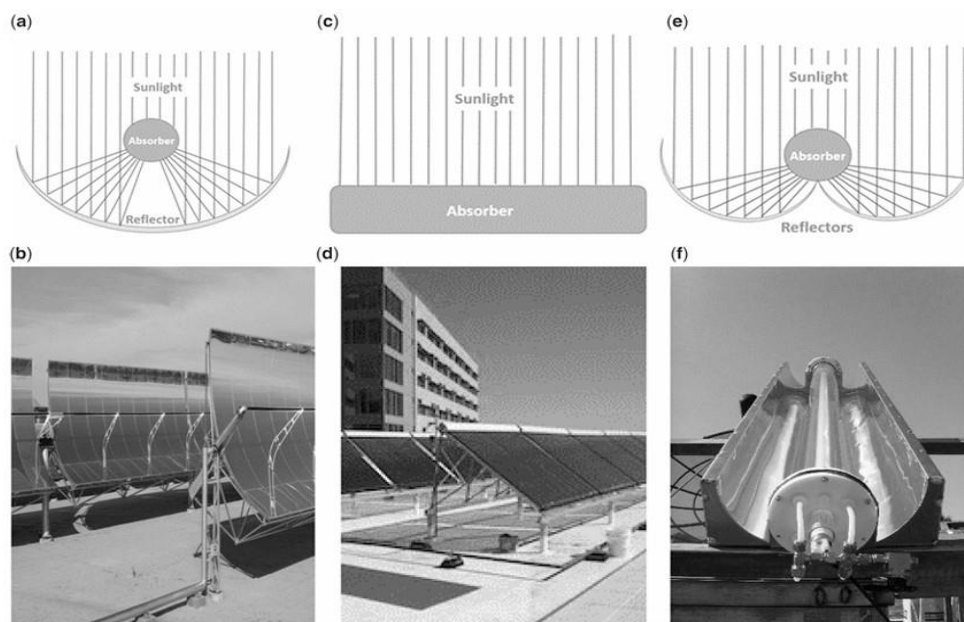 (a)
Sunlight
Absorber
Reflector
(c)
Sunlight
Absorber
(e)
Sunlight
Absorber
Reflectors
(b)
(d)
(f)